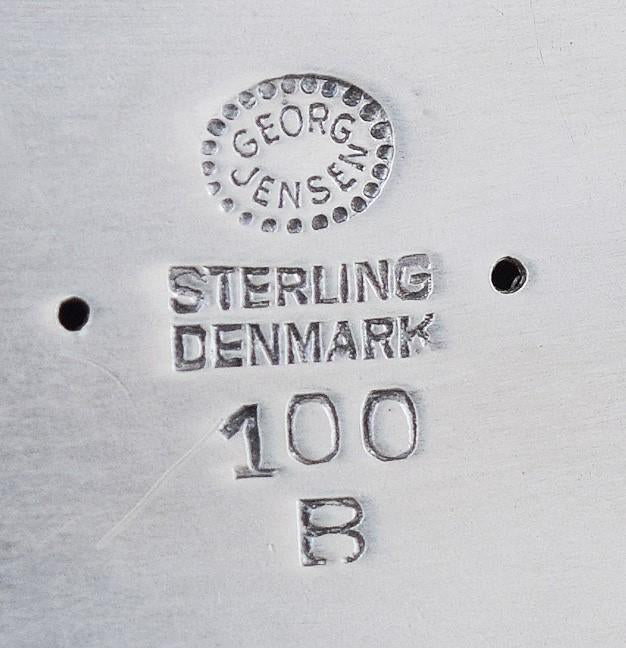 GEORG
JENSEN
STERLING
DENMARK
100
B